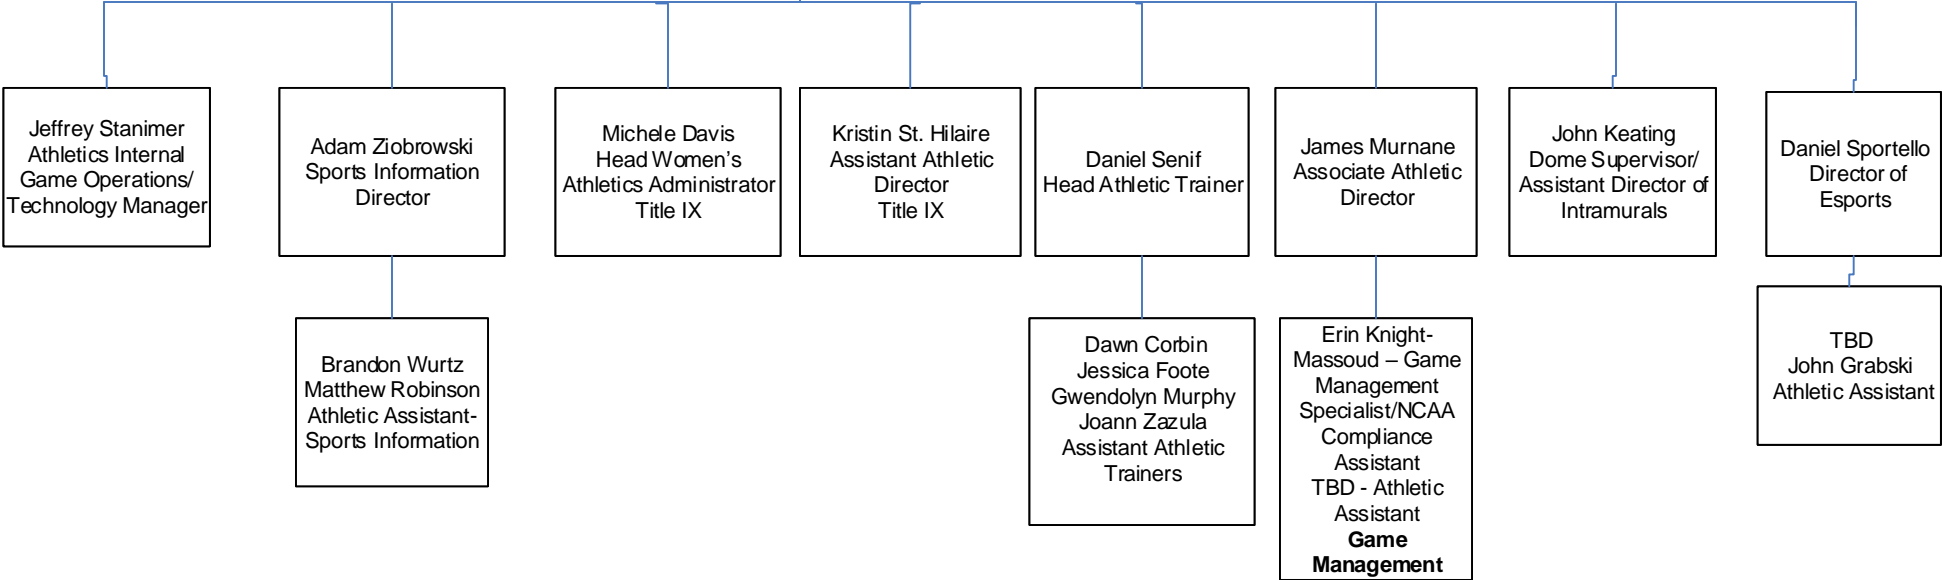 Jeffrey Stanimer
Athletics Internal
Game Operations/
Technology Manager
Adam Ziobrowski
Sports Information
Director
Michele Davis
Head Women's
Athletics Administrator
Title IX
Kristin St. Hilaire
Assistant Athletic
Director
Title IX
Daniel Senif
Head Athletic Trainer
James Murnane
Associate Athletic
Director
John Keating
Dome Supervisor/
Assistant Director of
Intramurals
Daniel Sportello
Director of
Esports
Brandon Wurtz
Matthew Robinson
Athletic Assistant-
Sports Information
Dawn Corbin
Jessica Foote
Gwendolyn Murphy
Joann Zazula
Assistant Athletic
Trainers
Erin Knight-
Massoud – Game
Management
Specialist/NCAA
Compliance
Assistant
TBD - Athletic
Assistant
Game
Management
TBD
John Grabski
Athletic Assistant